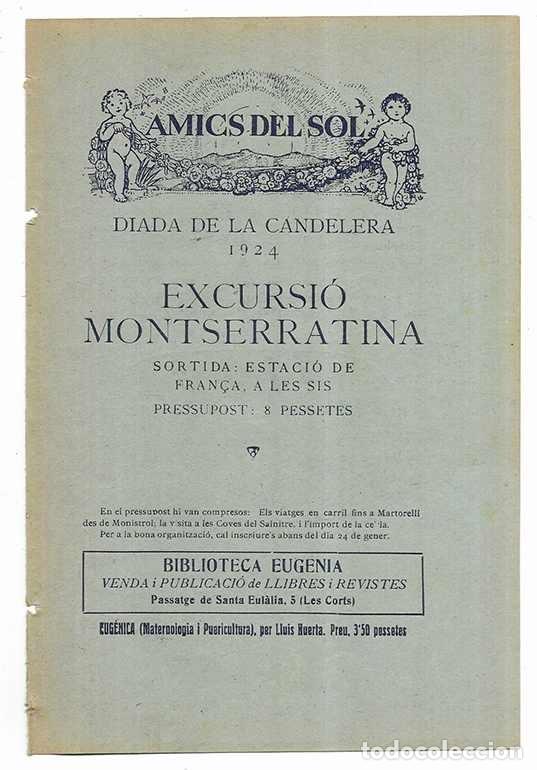 AMICS DEL SOL
DIADA DE LA CANDELERA
1924
EXCURSIÓ
MONTSERRATINA
SORTIDA: ESTACIÓ DE
FRANÇA, A LES SIS
PRESSUPOST: 8 PESSETES
En el pressupost hi van compresos: Els viatges en carril fins a Martorell i
des de Monistrol; la visita a les Coves del Salnitre, i l'import de la ce'la.
Per a la bona organització, cal inscriure's abans del dia 24 de gener.
BIBLIOTECA EUGENIA
VENDA i PUBLICACIÓ de LLIBRES i REVISTES
Passatge de Santa Eulàlia, 5 (Les Corts)
EUGÉNICA (Maternologia i Puericultura), per Lluis Huerta. Preu, 3'50 pessetes
todocoleccion